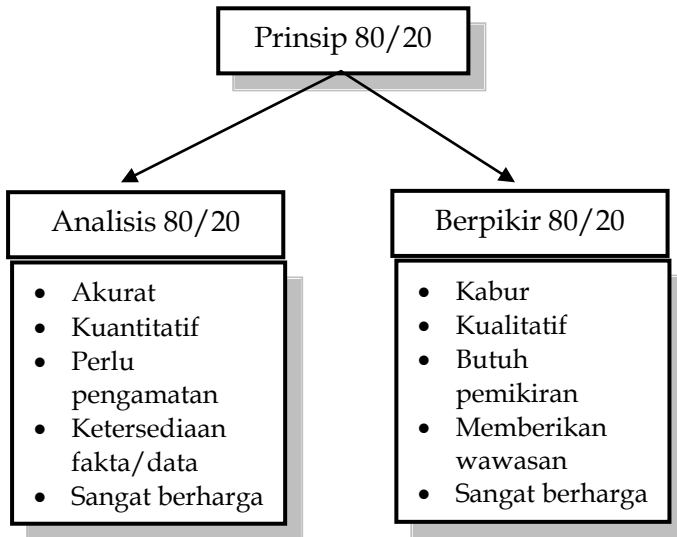 Prinsip 80/20
Analisis 80/20
• Akurat
• Kuantitatif
• Perlu
pengamatan
• Ketersediaan
fakta/data
• Sangat berharga
Berpikir 80/20
• Kabur
• Kualitatif
• Butuh
pemikiran
• Memberikan
wawasan
• Sangat berharga